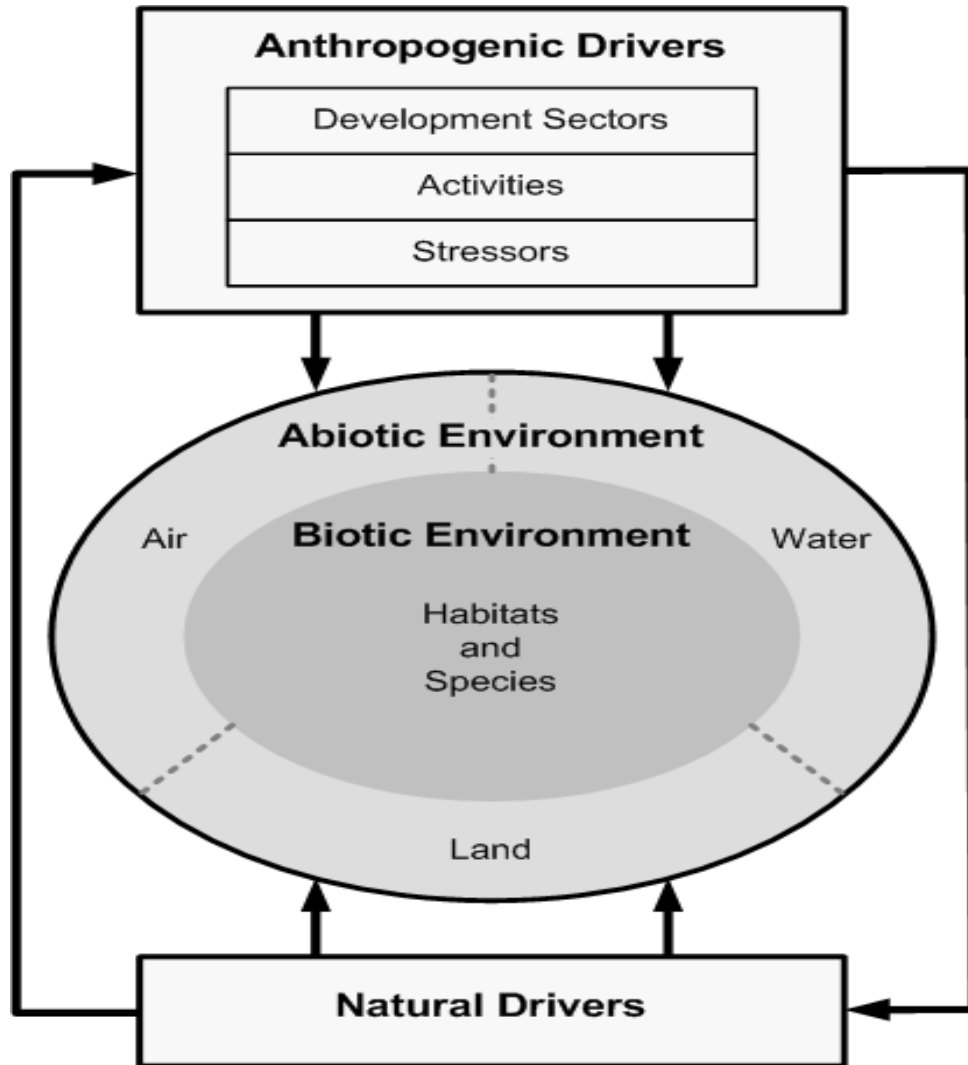 Anthropogenic Drivers
Development Sectors
Activities
Stressors
Abiotic Environment
Air
Biotic Environment
Water
Habitats
and
Species
Land
Natural Drivers